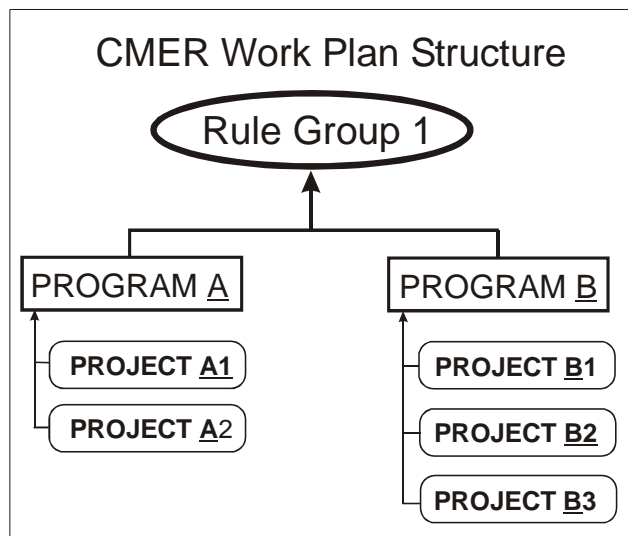 CMER Work Plan Structure
Rule Group 1
PROGRAM A
PROJECT A1
PROJECT A2
PROGRAM B
PROJECT B1
PROJECT B2
PROJECT B3